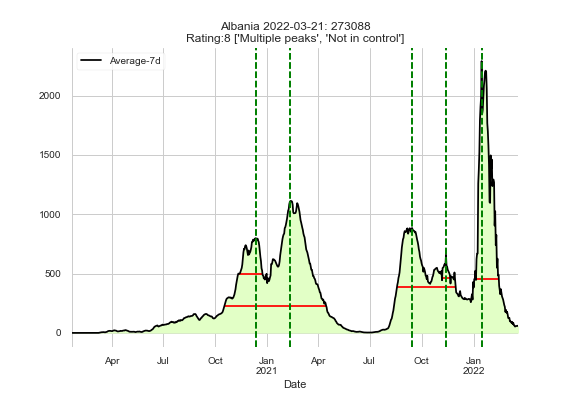 Albania 2022-03-21: 273088
Rating:8 ['Multiple peaks', 'Not in control']
Average-7d
2000
1500
1000
500
0
Apr Jul Oct Jan Apr Jul Oct Jan
2021 2022
Date